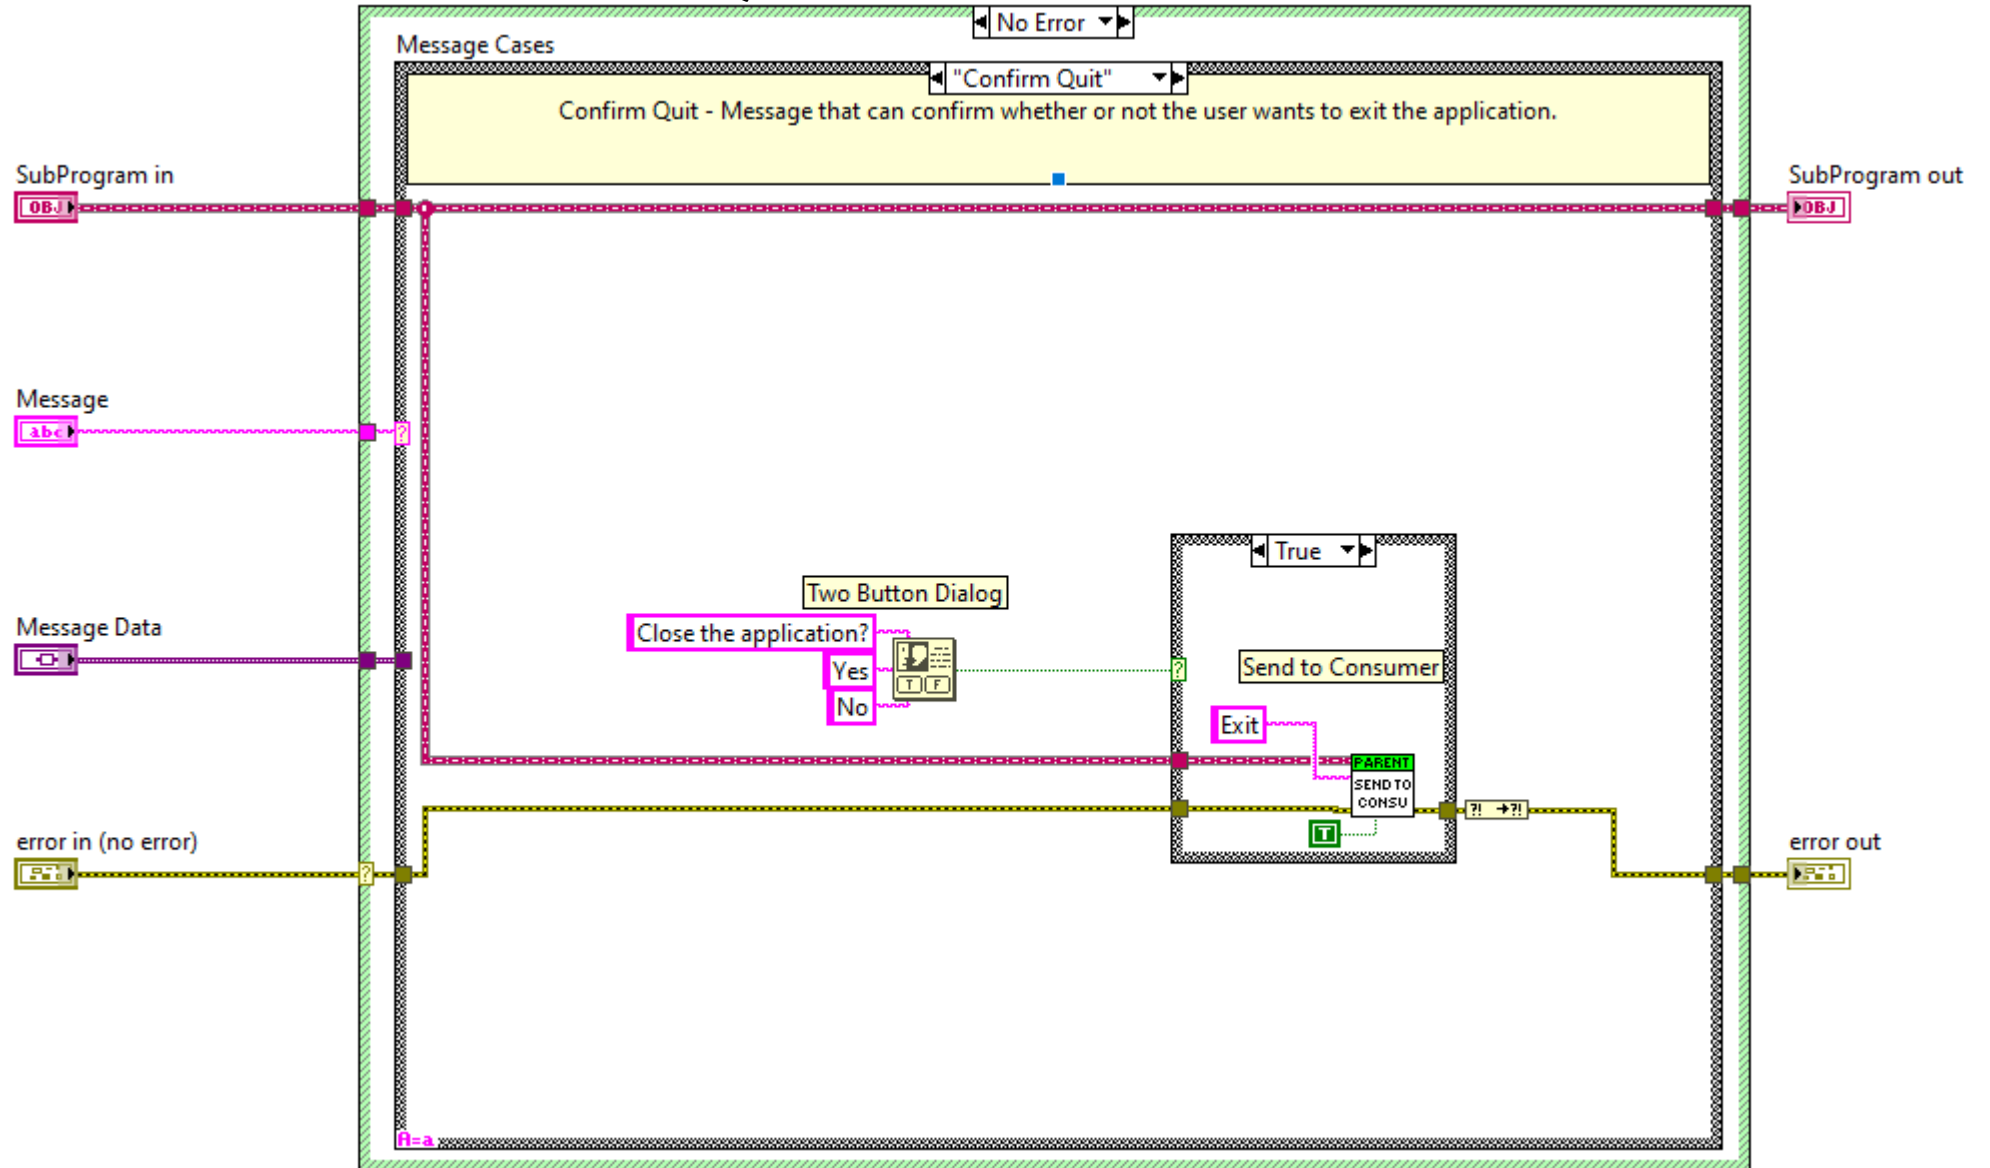 No Error
Message Cases
"Confirm Quit"
Confirm Quit - Message that can confirm whether or not the user wants to exit the application.
SubProgram in
SubProgram out
OBJ
OBJ
Message
abc
?
True
Two Button Dialog
Close the application?
Message Data
Send to Consumer
Yes
?
T F
No
Exit
PARENT
SEND TO
CONSU
?! ?!
T
error in (no error)
error out
?
A=a